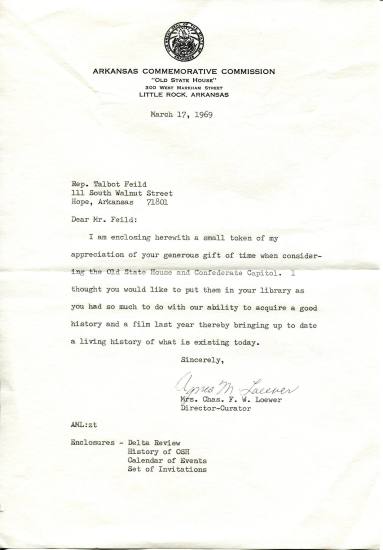 ARKANSAS COMMEMORATIVE COMMISSION
"OLD STATE HOUSE"
300 WEST MARKHAM STREET
LITTLE ROCK, ARKANSAS
March 17, 1969
Rep. Talbot Feild
111 South Walnut Street
Hope, Arkansas 71801
Dear Mr. Feild:
I am enclosing herewith a small token of my
appreciation of your generous gift of time when consider-
ing the Old State House and Confederate Capitol. I
thought you would like to put them in your library as
you had so much to do with our ability to acquire a good
history and a film last year thereby bringing up to date
a living history of what is existing today.
Sincerely,
Agnes M Loewer
Mrs. Chas. F. W. Loewer
Director-Curator
AML:zt
Enclosures - Delta Review
History of OSH
Calendar of Events
Set of Invitations